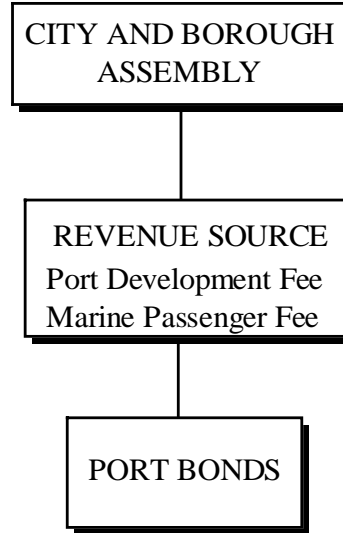 CITY AND BOROUGH
ASSEMBLY
REVENUE SOURCE
Port Development Fee
Marine Passenger Fee
PORT BONDS